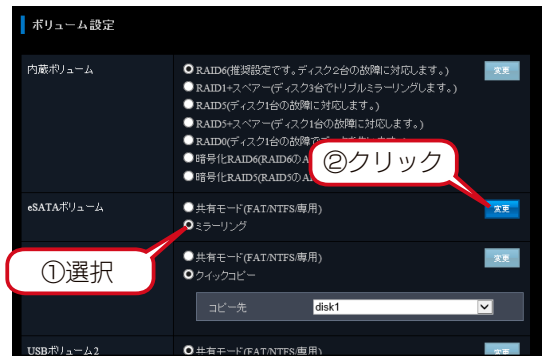 ボリューム設定
内蔵ボリューム
RAID6(推奨設定です。ディスク2台の故障に対応します。)
変更
RAID1+スペアー(ディスク3台でトリプルミラーリングします。)
RAID5(ディスク1台の故障に対応します。)
RAID5+スペアー(ディスク1台の故障に対応します。)
RAID0(ディスク1台の故障で
暗号化RAID6(RAID6のA
暗号化RAID5(RAID5のA
②クリック
eSATAボリューム
共有モード(FAT/NTFS/専用)
変更
ミラーリング
①選択
共有モード(FAT/NTFS/専用)
変更
クイックコピー
コピー先
disk1
USBボリューム2
共有モード(FAT/NTFS/専用)
変更